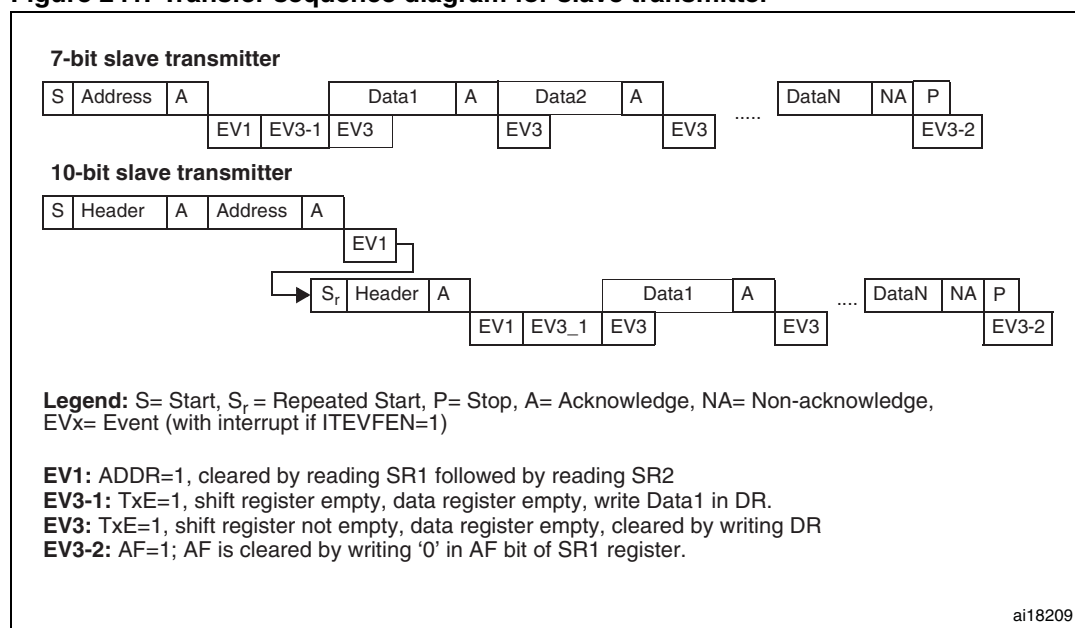 Figure 241. Transfer sequence diagram for slave transmitter
7-bit slave transmitter
S Address A Data1 A Data2 A ..... DataN NA P
EV1 EV3-1 EV3 EV3 EV3 EV3-2
10-bit slave transmitter
S Header A Address A
EV1
Sr Header A Data1 A .... DataN NA P
EV1 EV3_1 EV3 EV3 EV3-2
Legend: S= Start, Sr = Repeated Start, P= Stop, A= Acknowledge, NA= Non-acknowledge,
EVx= Event (with interrupt if ITEVFEN=1)
EV1: ADDR=1, cleared by reading SR1 followed by reading SR2
EV3-1: TxE=1, shift register empty, data register empty, write Data1 in DR.
EV3: TxE=1, shift register not empty, data register empty, cleared by writing DR
EV3-2: AF=1; AF is cleared by writing ‘0’ in AF bit of SR1 register.
ai18209